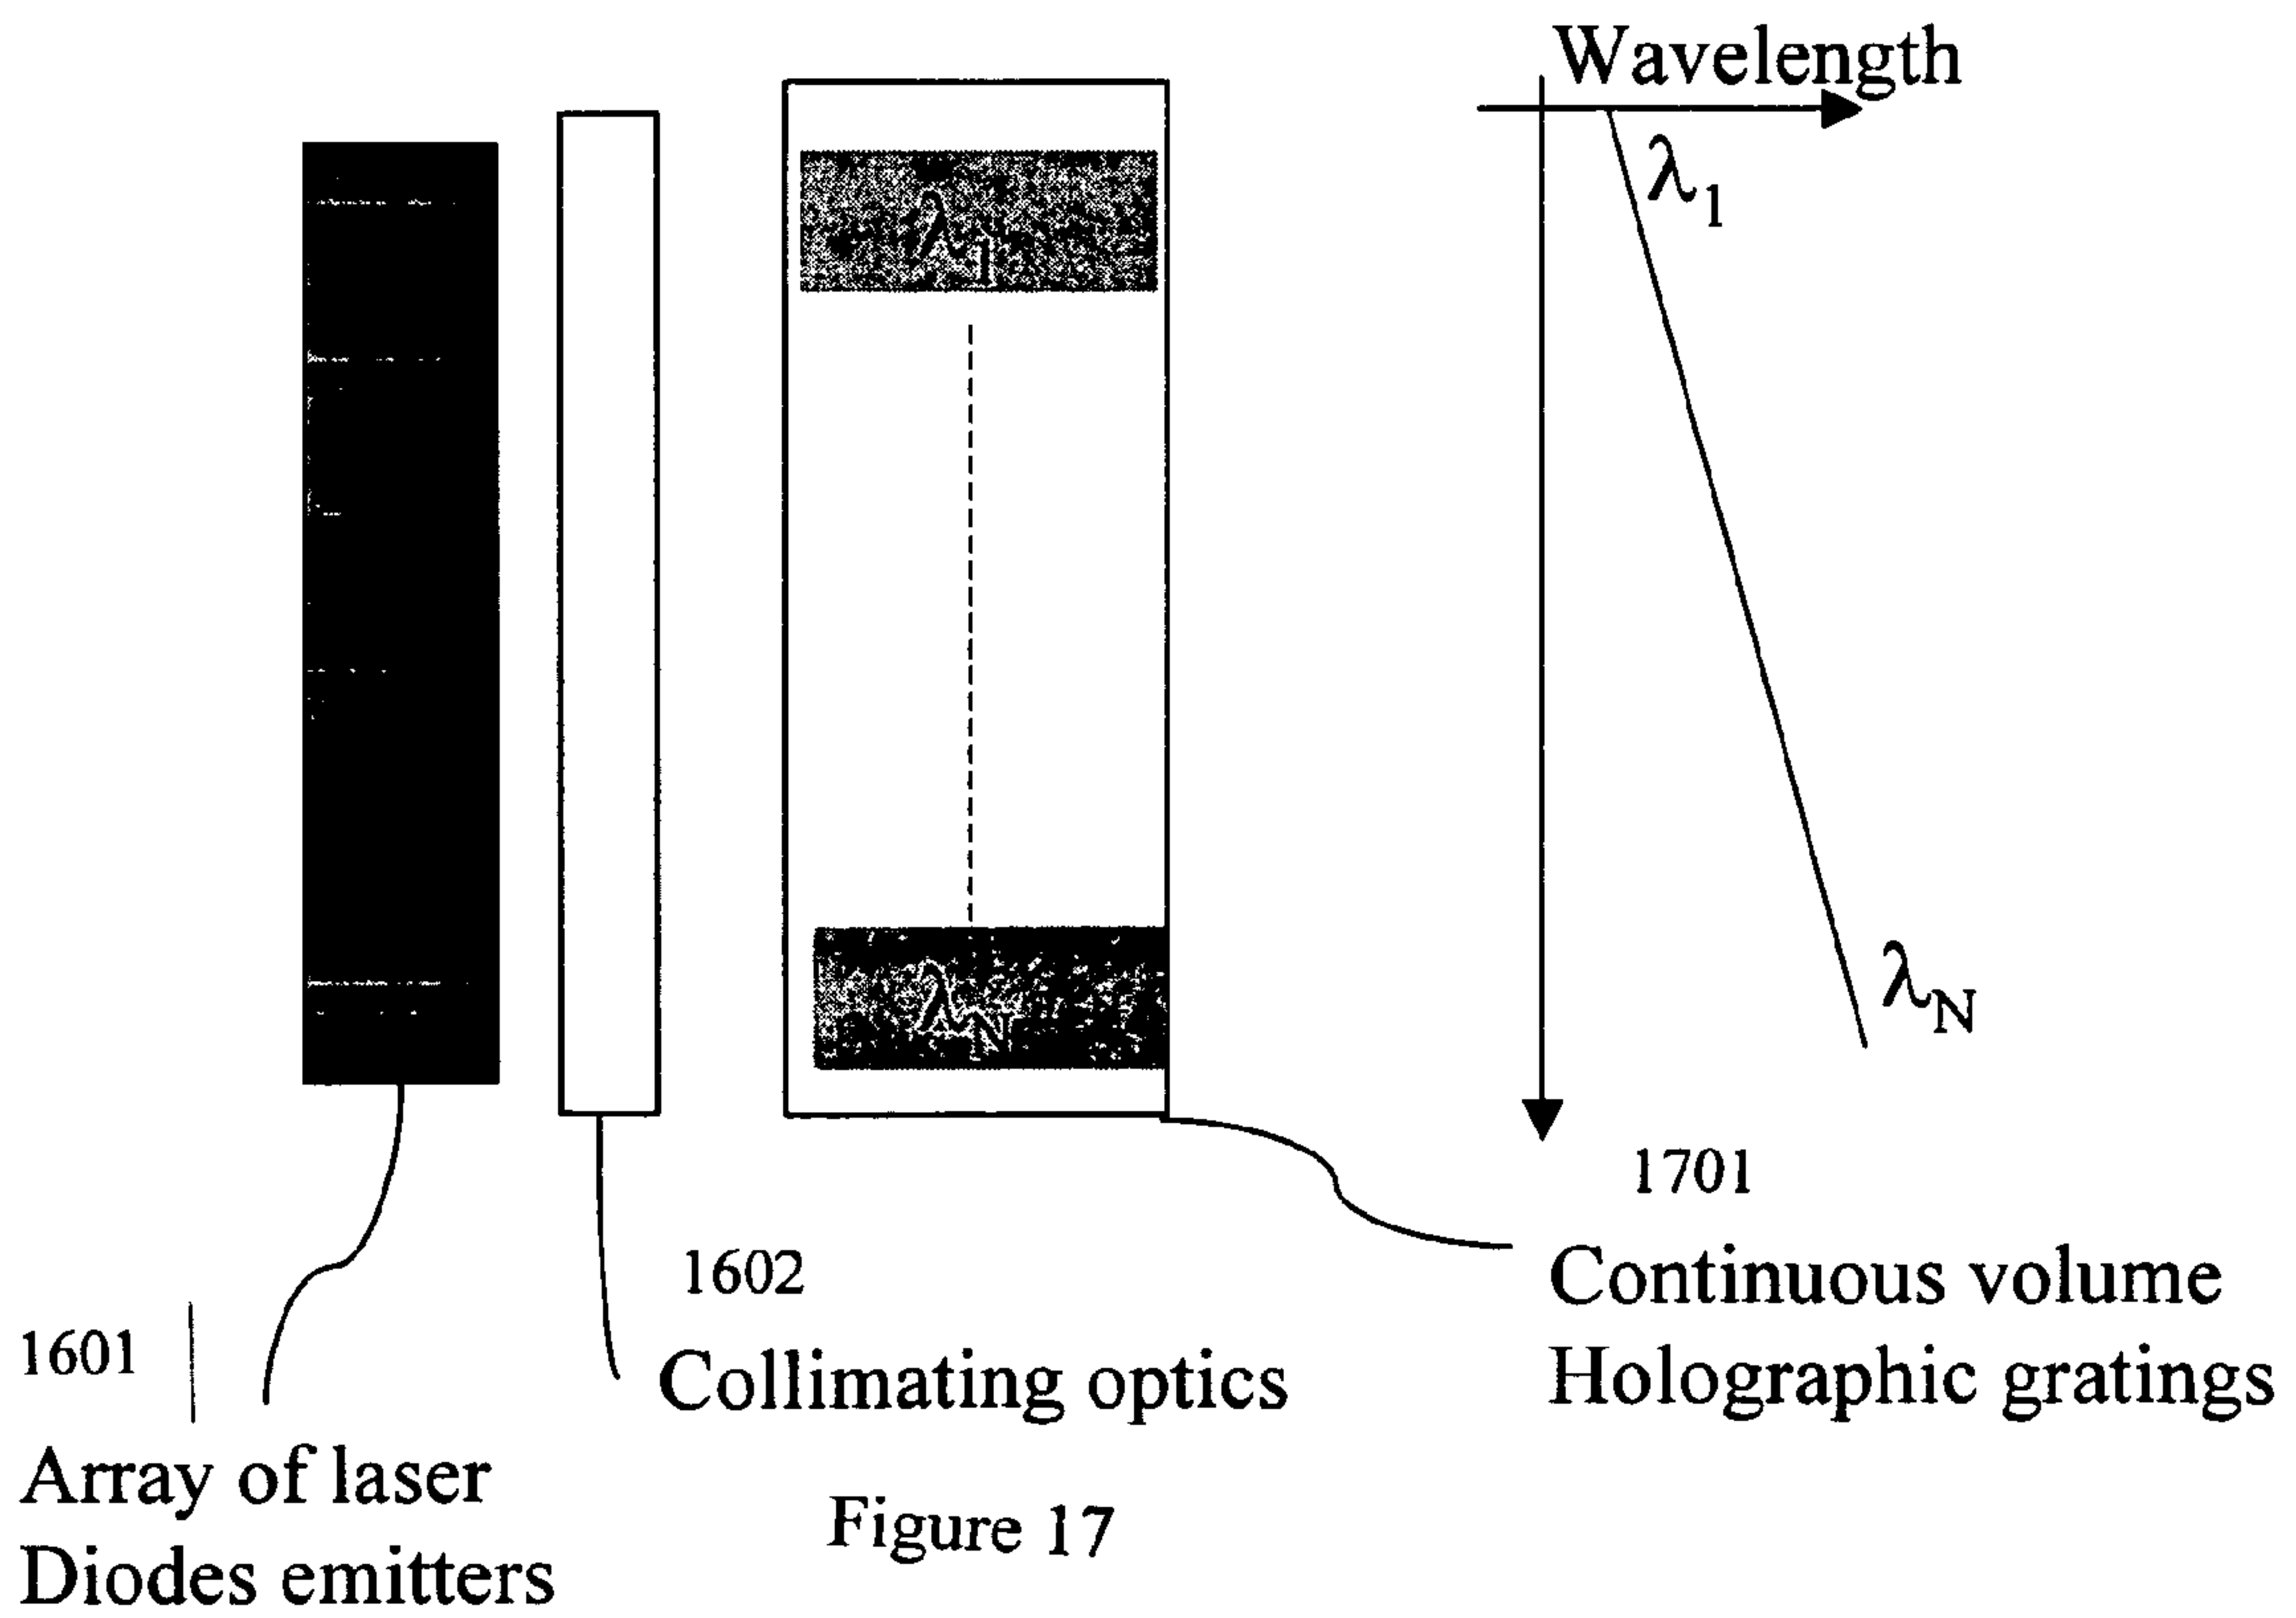 Wavelength
λ1
λN
λ1
λN
1701
Continuous volume
Holographic gratings
1602
Collimating optics
1601
Array of laser
Diodes emitters
Figure 17